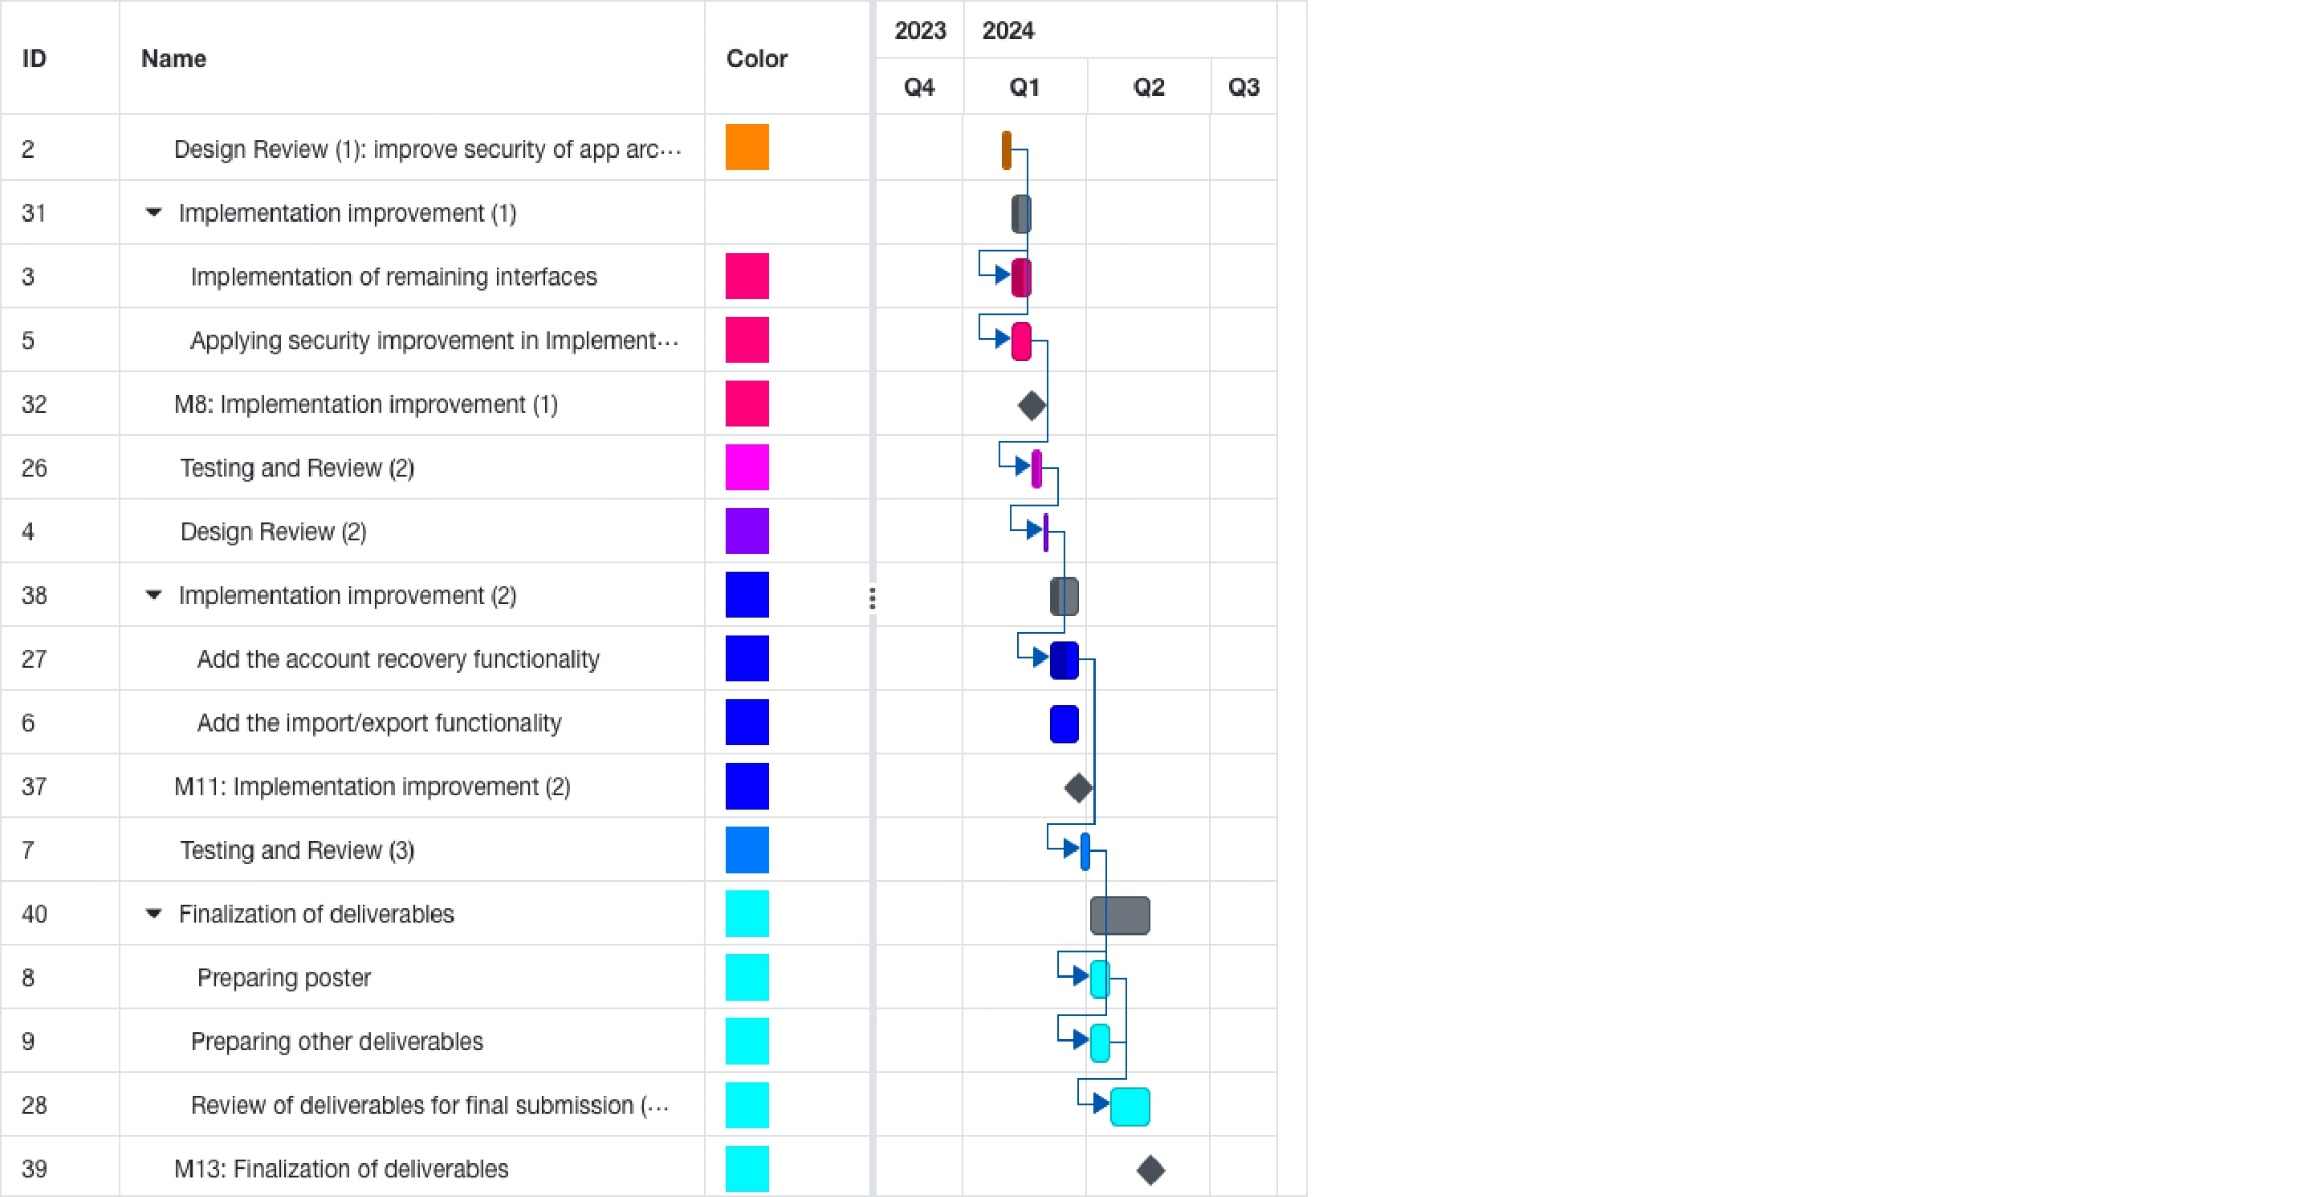 ID Name Color 2023 2024
Q4 Q1 Q2 Q3
2 Design Review (1): improve security of app arc···
31 Implementation improvement (1)
3 Implementation of remaining interfaces
5 Applying security improvement in Implement···
32 M8: Implementation improvement (1)
26 Testing and Review (2)
4 Design Review (2)
38 Implementation improvement (2)
27 Add the account recovery functionality
6 Add the import/export functionality
37 M11: Implementation improvement (2)
7 Testing and Review (3)
40 Finalization of deliverables
8 Preparing poster
9 Preparing other deliverables
28 Review of deliverables for final submission (···
39 M13: Finalization of deliverables